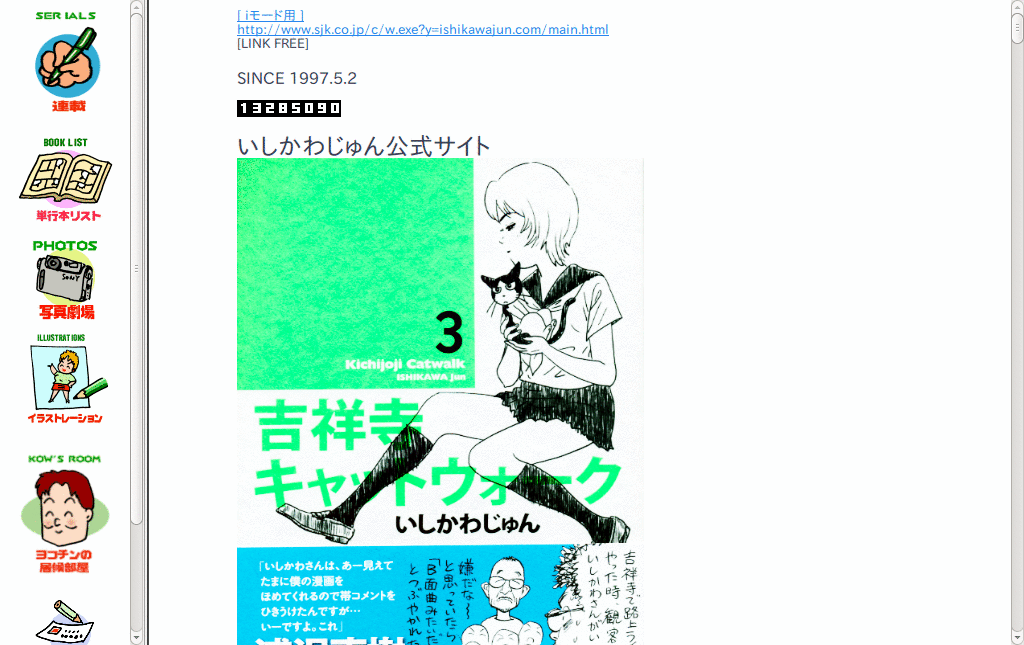 SERIALS
連載
BOOK LIST
単行本リスト
PHOTOS
SONY
写真劇場
ILLUSTRATIONS
イラストレーション
KOW'S ROOM
ヨコチンの
居候部屋
[ iモード用 ]
http://www.sjk.co.jp/c/w.exe?y=ishikawajun.com/main.html
[LINK FREE]
SINCE 1997.5.2
13285090
いしかわじゅん公式サイト
3
Kichijoji Catwalk
ISHIKAWA Jun
吉祥寺
キャットウォーク
いしかわじゅん
「いしかわさんは、あー見えて
たまに僕の漫画を
ほめてくれるので帯コメントを
ひきうけたんですが…
いーですよ。これ」
嫌だな〜
と思っていたら
「B面曲みたいだ
とつぶやかれた
吉祥寺で路上ラ
やった時 観客
いしかわさんがい